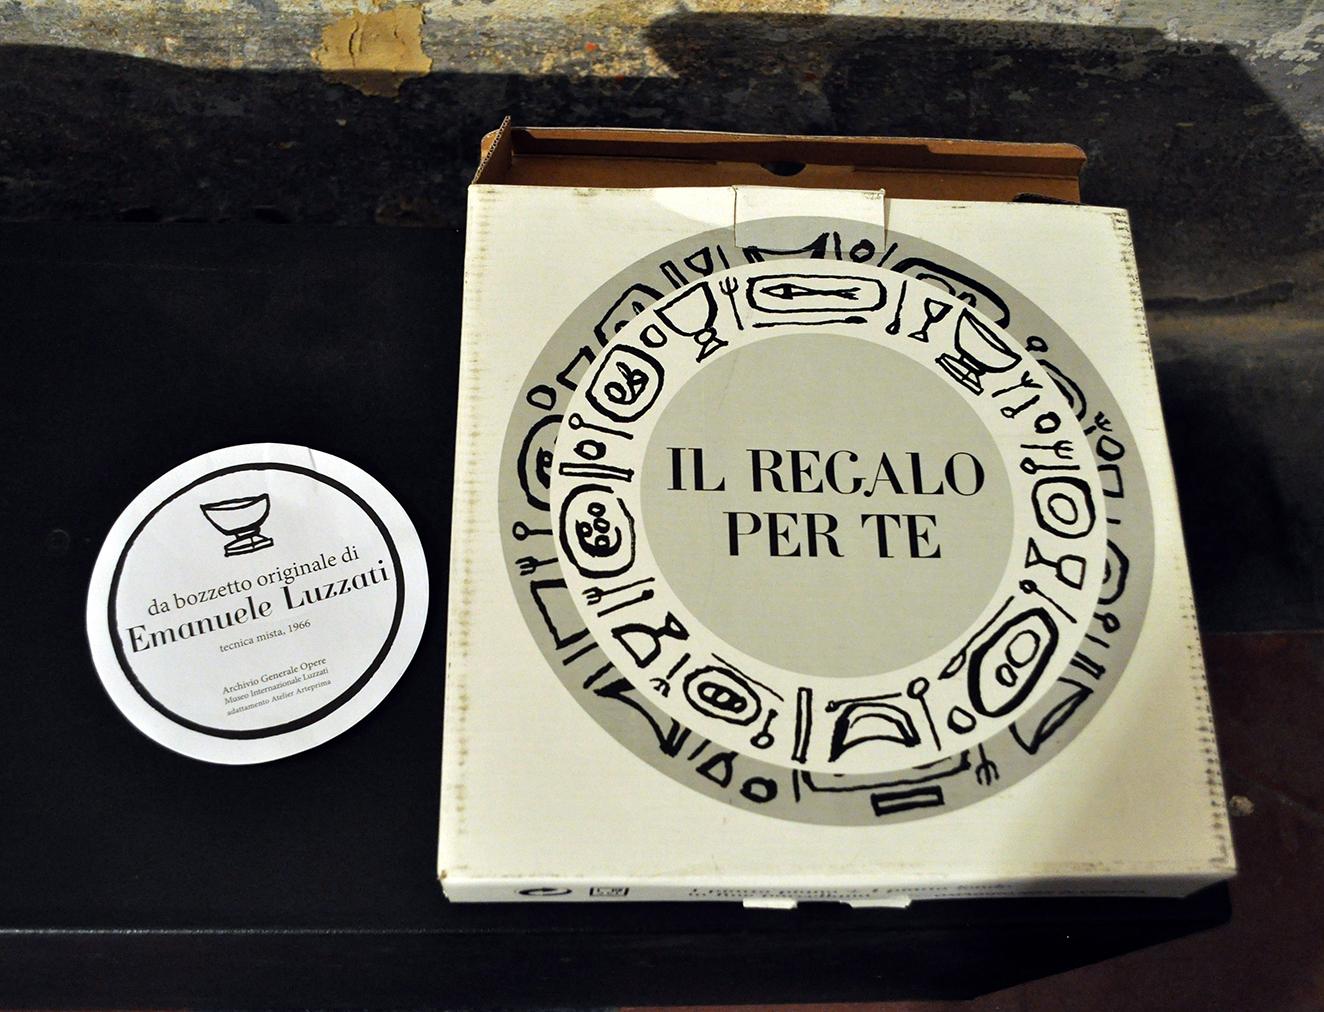 da bozzetto originale di
Emanuele Luzzati
tecnica mista, 1966
Archivio Generale Opere
Museo Internazionale Luzzati
adattamento Atelier Arteprima
IL REGALO
PER TE